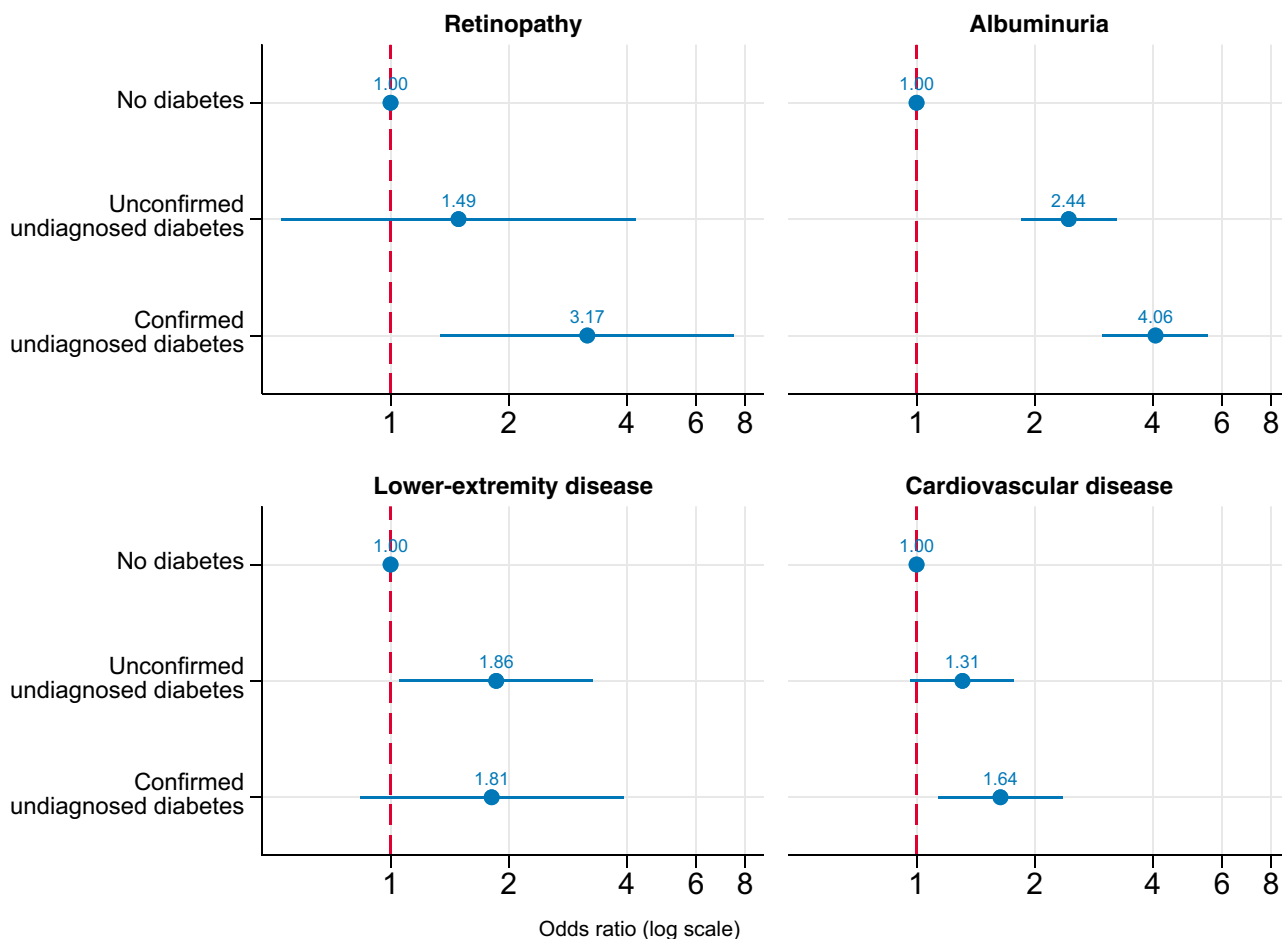 Retinopathy
Albuminuria
No diabetes
1.00
1.00
Unconfirmed
undiagnosed diabetes
1.49
2.44
Confirmed
undiagnosed diabetes
3.17
4.06
1 2 4 6 8
1 2 4 6 8
Lower-extremity disease
Cardiovascular disease
No diabetes
1.00
1.00
Unconfirmed
undiagnosed diabetes
1.86
1.31
Confirmed
undiagnosed diabetes
1.81
1.64
1 2 4 6 8
1 2 4 6 8
Odds ratio (log scale)